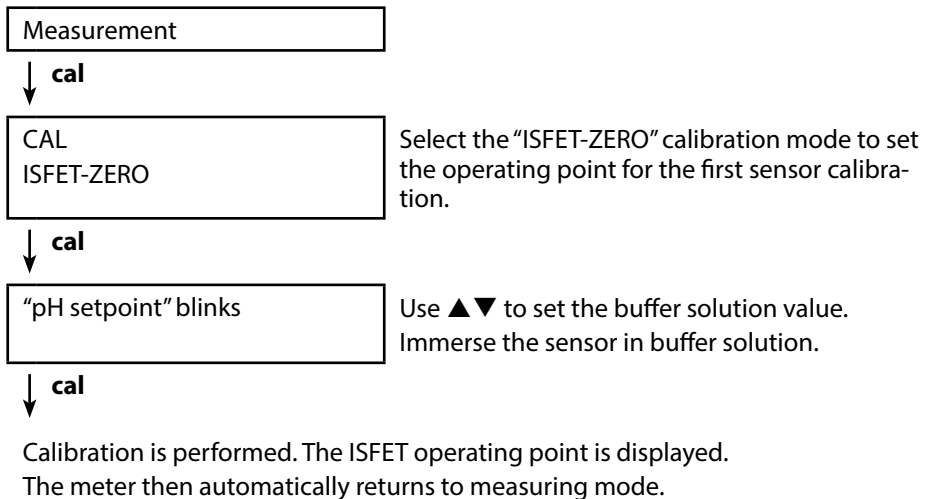 Measurement
cal
CAL
ISFET-ZERO
Select the “ISFET-ZERO” calibration mode to set
the operating point for the first sensor calibra-
tion.
cal
“pH setpoint” blinks
Use ▲▼ to set the buffer solution value.
Immerse the sensor in buffer solution.
cal
Calibration is performed. The ISFET operating point is displayed.
The meter then automatically returns to measuring mode.